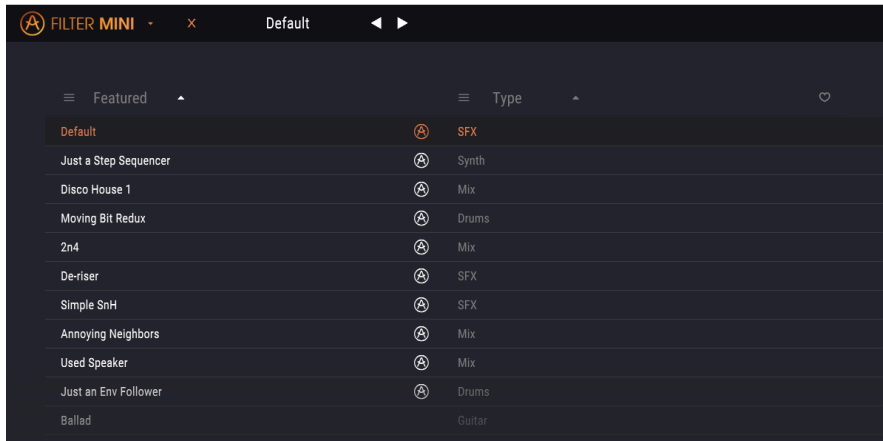 FILTER MINI X Default
Featured Type
Default SFX
Just a Step Sequencer Synth
Disco House 1 Mix
Moving Bit Redux Drums
2n4 Mix
De-riser SFX
Simple SnH SFX
Annoying Neighbors Mix
Used Speaker Mix
Just an Env Follower Drums
Ballad Guitar